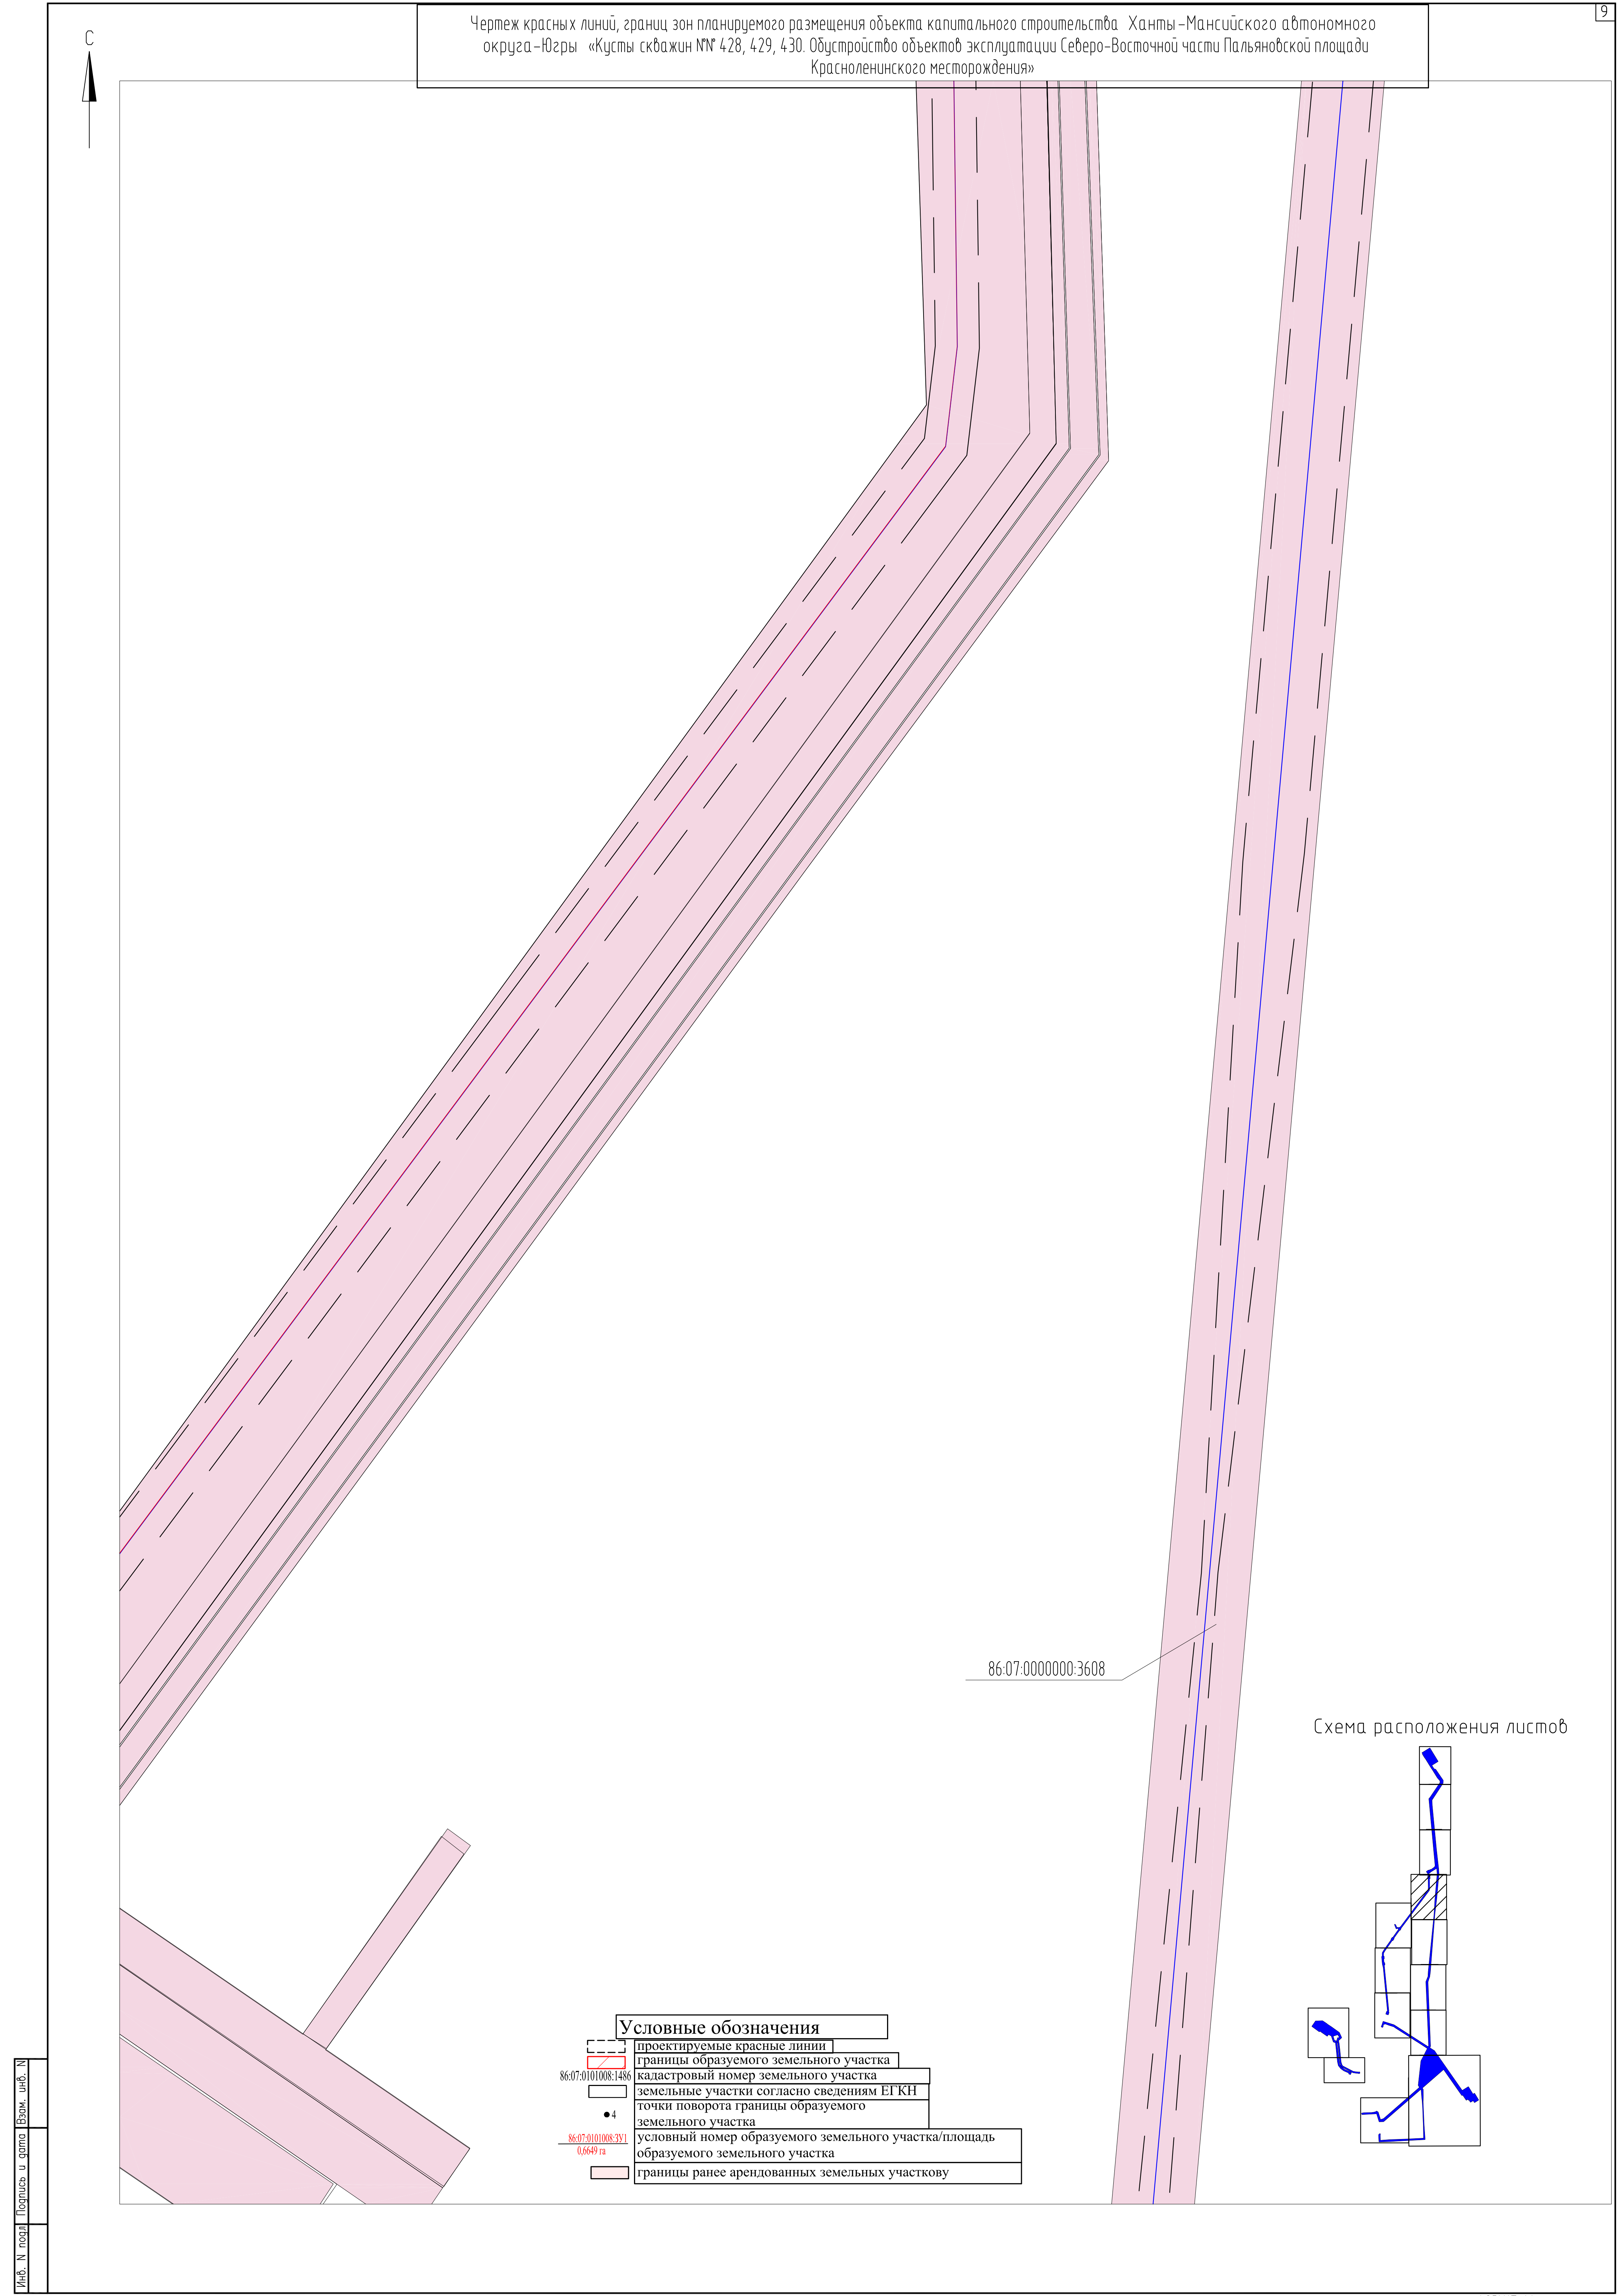 9
Чертеж красных линий, границ зон планируемого размещения объекта капитального строительства Ханты-Мансийского автономного
округа-Югры «Кусты скважин №№ 428, 429, 430. Обустройство объектов эксплуатации Северо-Восточной части Пальяновской площади
Красноленинского месторождения»
С
86:07:0000000:3608
Схема расположения листов
Условные обозначения
проектируемые красные линии
границы образуемого земельного участка
86:07:0101008:1486 кадастровый номер земельного участка
земельные участки согласно сведениям ЕГКН
4 точки поворота границы образуемого
земельного участка
86:07:0101008:ЗУ1 условный номер образуемого земельного участка/площадь
0,6649 га образуемого земельного участка
границы ранее арендованных земельных участкову
Взам. инв. N
Подпись и дата
Инв. N подл